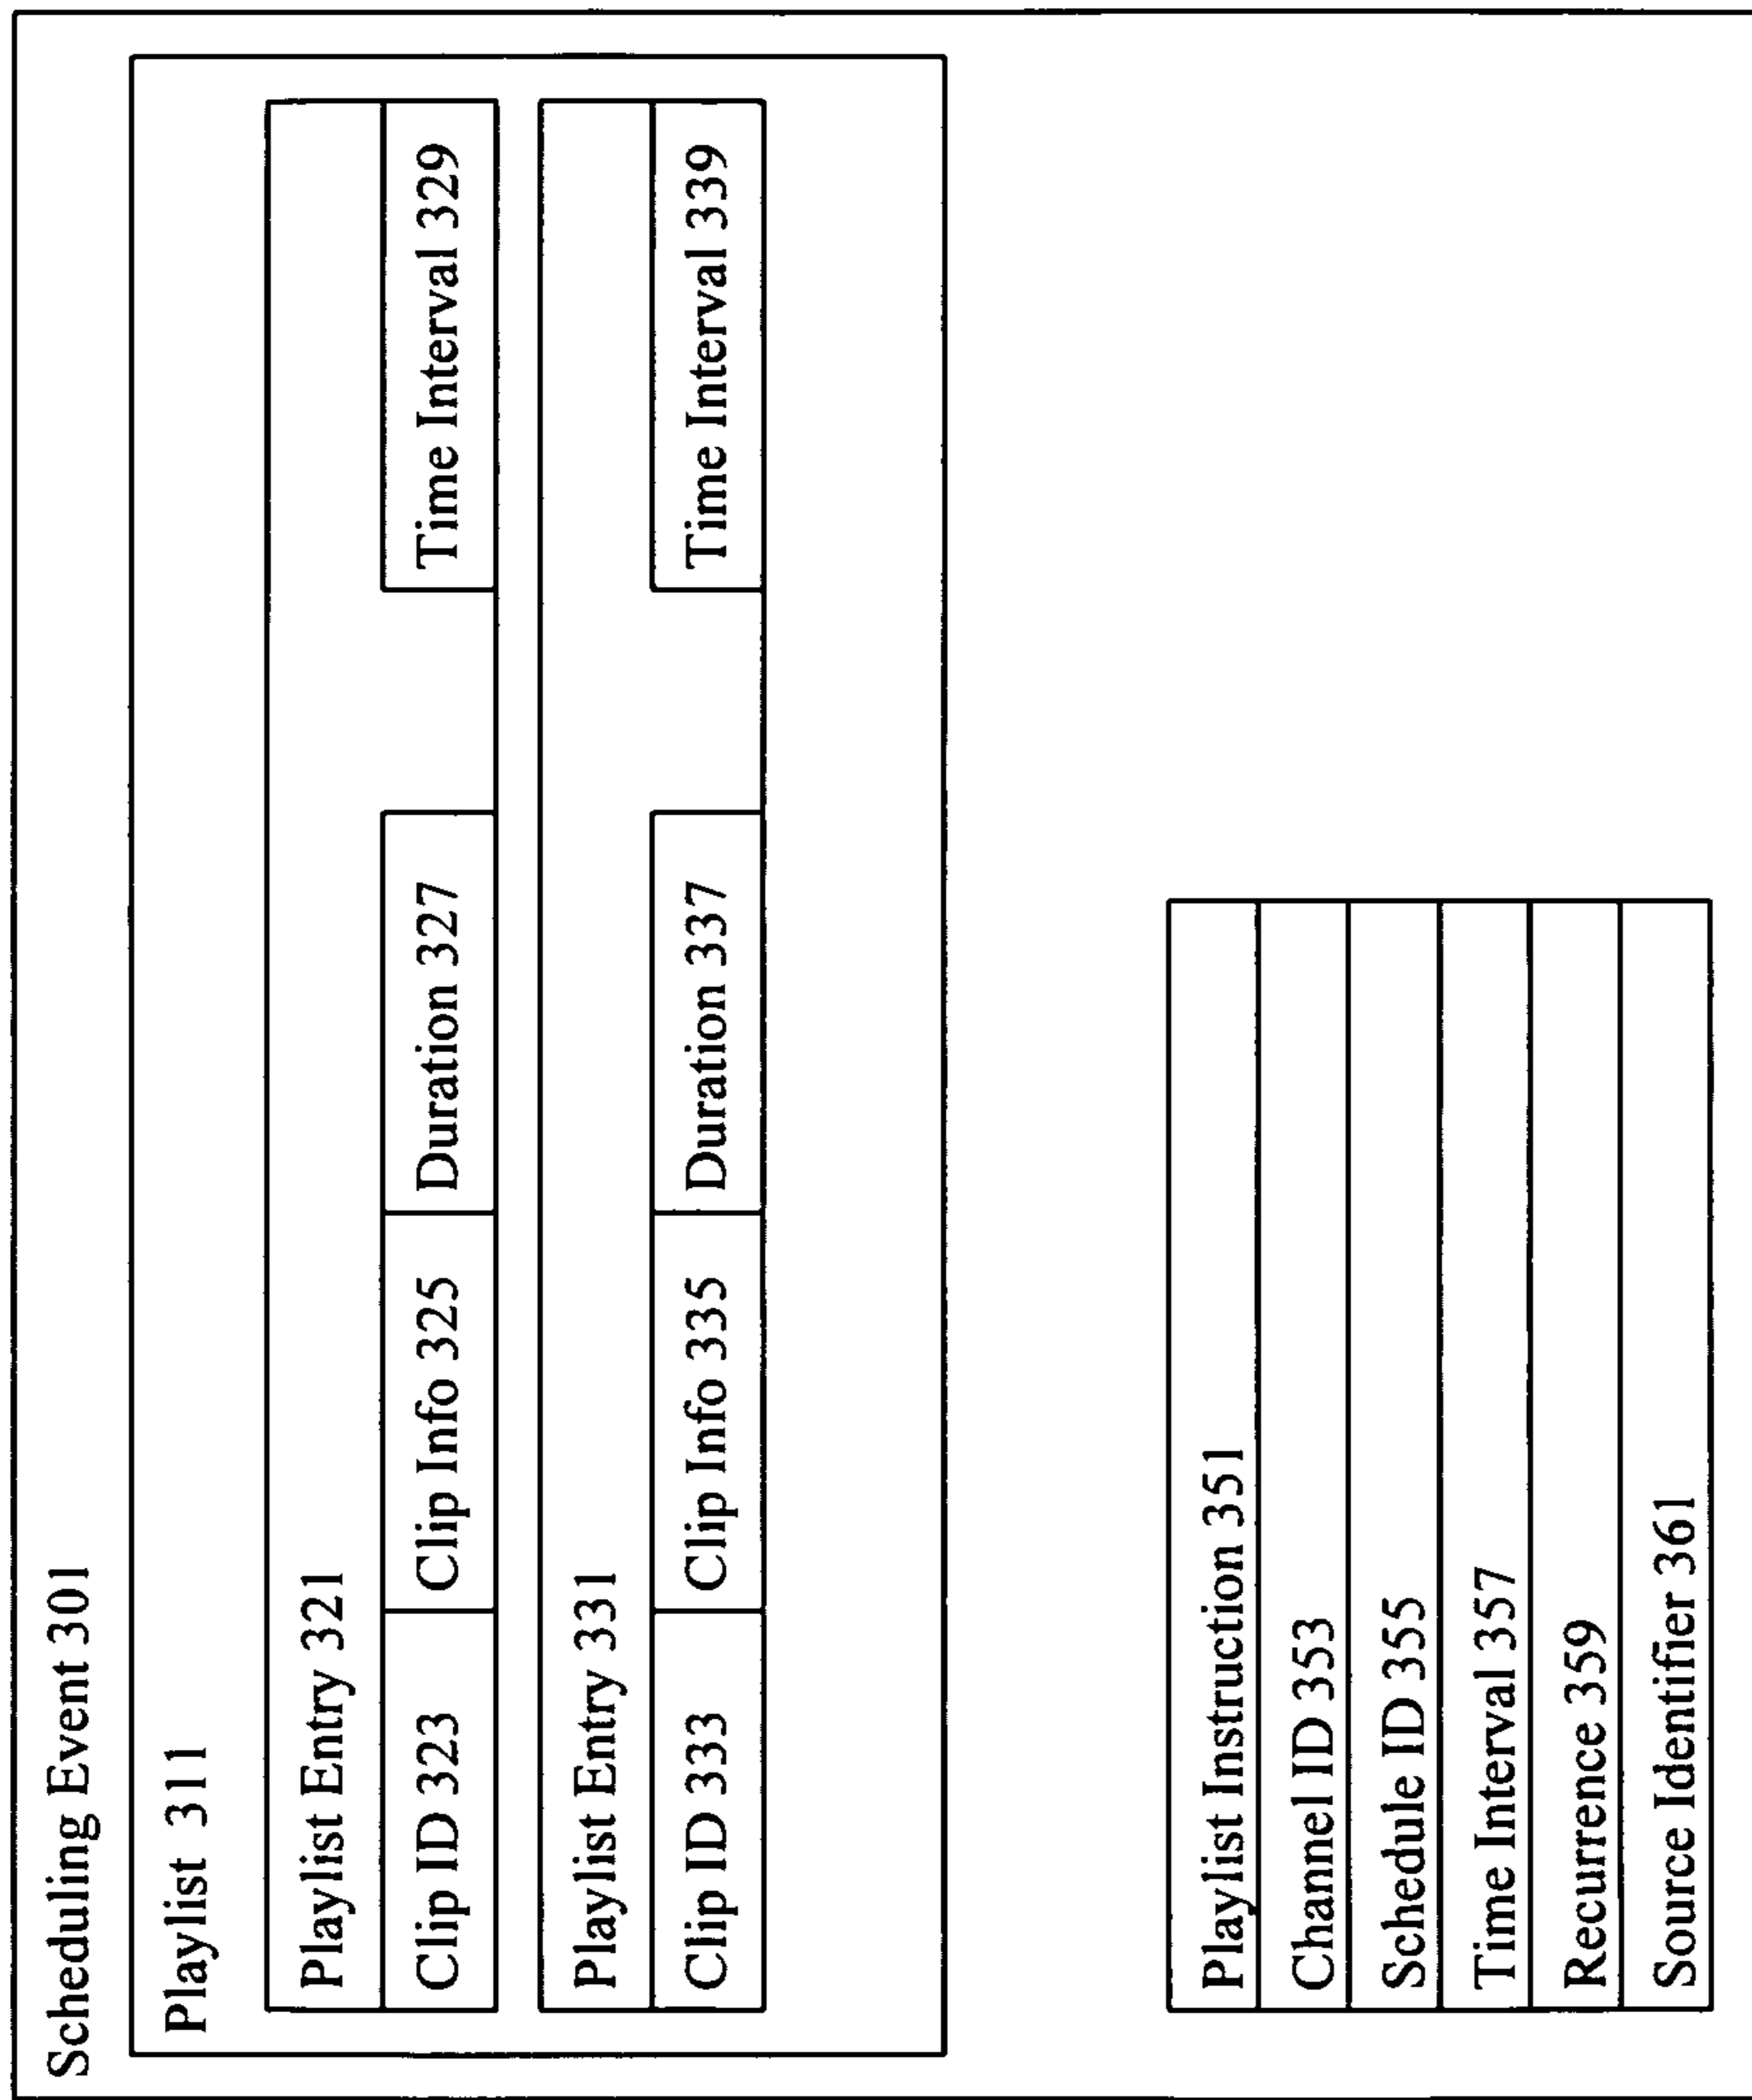 Scheduling Event 301
Playlist 311
Playlist Entry 321
Clip ID 323 Clip Info 325 Duration 327 Time Interval 329
Playlist Entry 331
Clip ID 333 Clip Info 335 Duration 337 Time Interval 339
Playlist Instruction 351
Channel ID 353
Schedule ID 355
Time Interval 357
Recurrence 359
Source Identifier 361